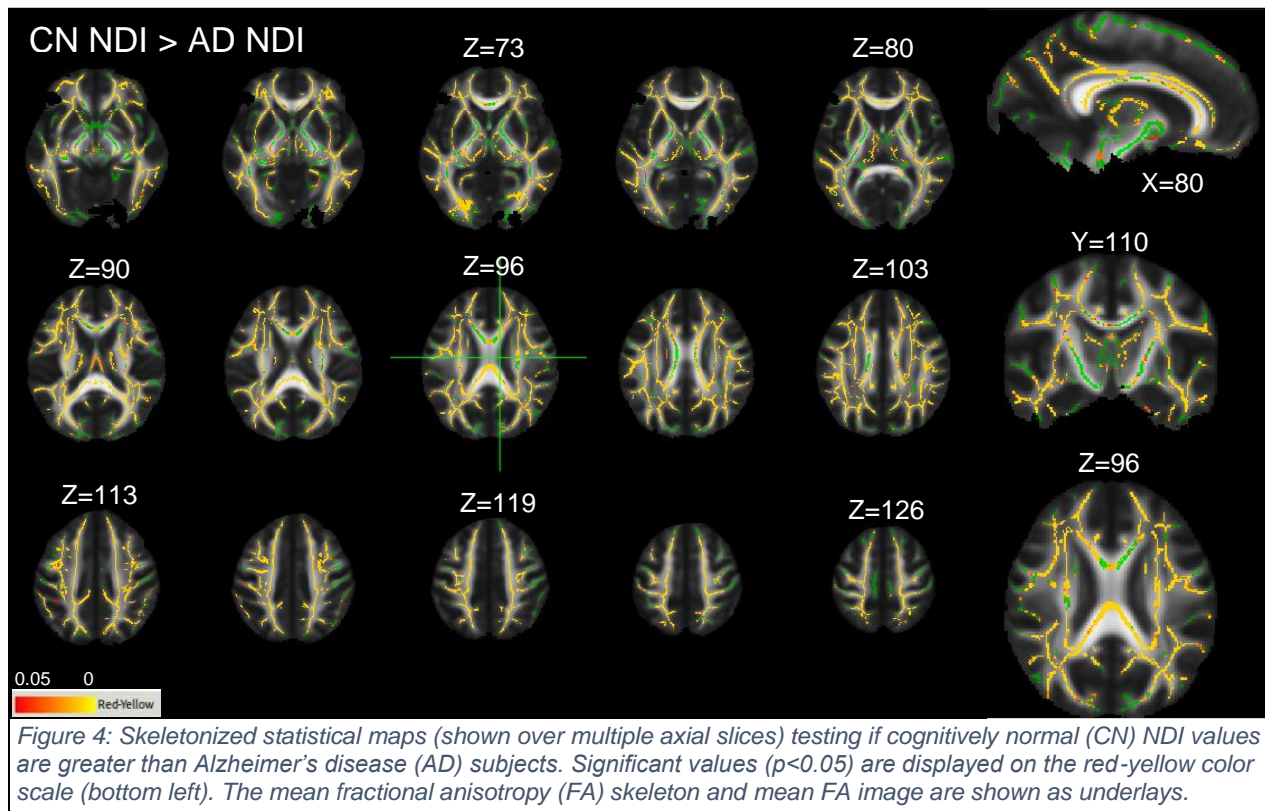 CN NDI > AD NDI
Z=73
Z=80
X=80
Z=90
Z=96
Z=103
Y=110
Z=96
Z=113
Z=119
Z=126
0.05 0
Red-Yellow
Figure 4: Skeletonized statistical maps (shown over multiple axial slices) testing if cognitively normal (CN) NDI values
are greater than Alzheimer’s disease (AD) subjects. Significant values (p<0.05) are displayed on the red-yellow color
scale (bottom left). The mean fractional anisotropy (FA) skeleton and mean FA image are shown as underlays.